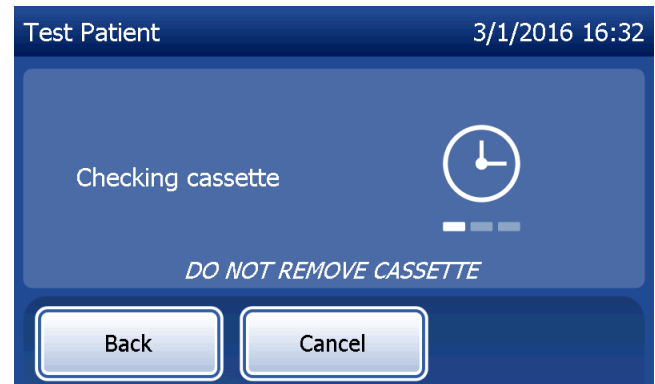 Test Patient 3/1/2016 16:32
Checking cassette
DO NOT REMOVE CASSETTE
Back Cancel